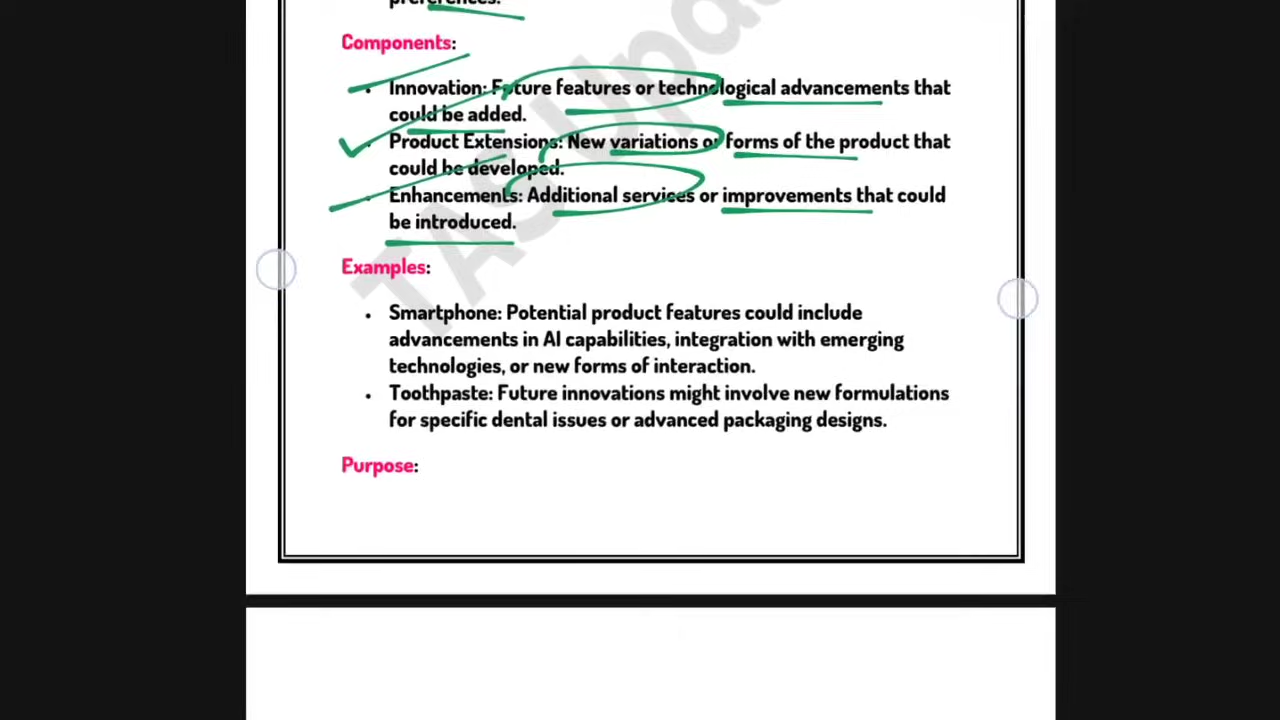 preferences.
Components:
• Innovation: Future features or technological advancements that
could be added.
• Product Extensions: New variations or forms of the product that
could be developed.
• Enhancements: Additional services or improvements that could
be introduced.
Examples:
• Smartphone: Potential product features could include
advancements in AI capabilities, integration with emerging
technologies, or new forms of interaction.
• Toothpaste: Future innovations might involve new formulations
for specific dental issues or advanced packaging designs.
Purpose:
TAS Upda